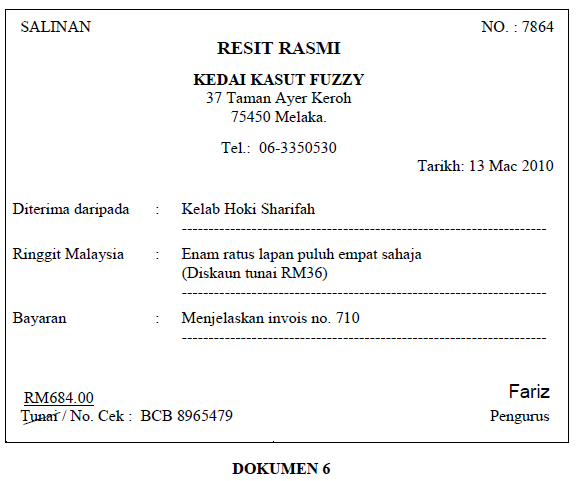 SALINAN NO. : 7864
RESIT RASMI
KEDAI KASUT FUZZY
37 Taman Ayer Keroh
75450 Melaka.
Tel.: 06-3350530
Tarikh: 13 Mac 2010
Diterima daripada : Kelab Hoki Sharifah
Ringgit Malaysia : Enam ratus lapan puluh empat sahaja
(Diskaun tunai RM36)
Bayaran : Menjelaskan invois no. 710
RM684.00 Fariz
Tunai / No. Cek : BCB 8965479 Pengurus
DOKUMEN 6